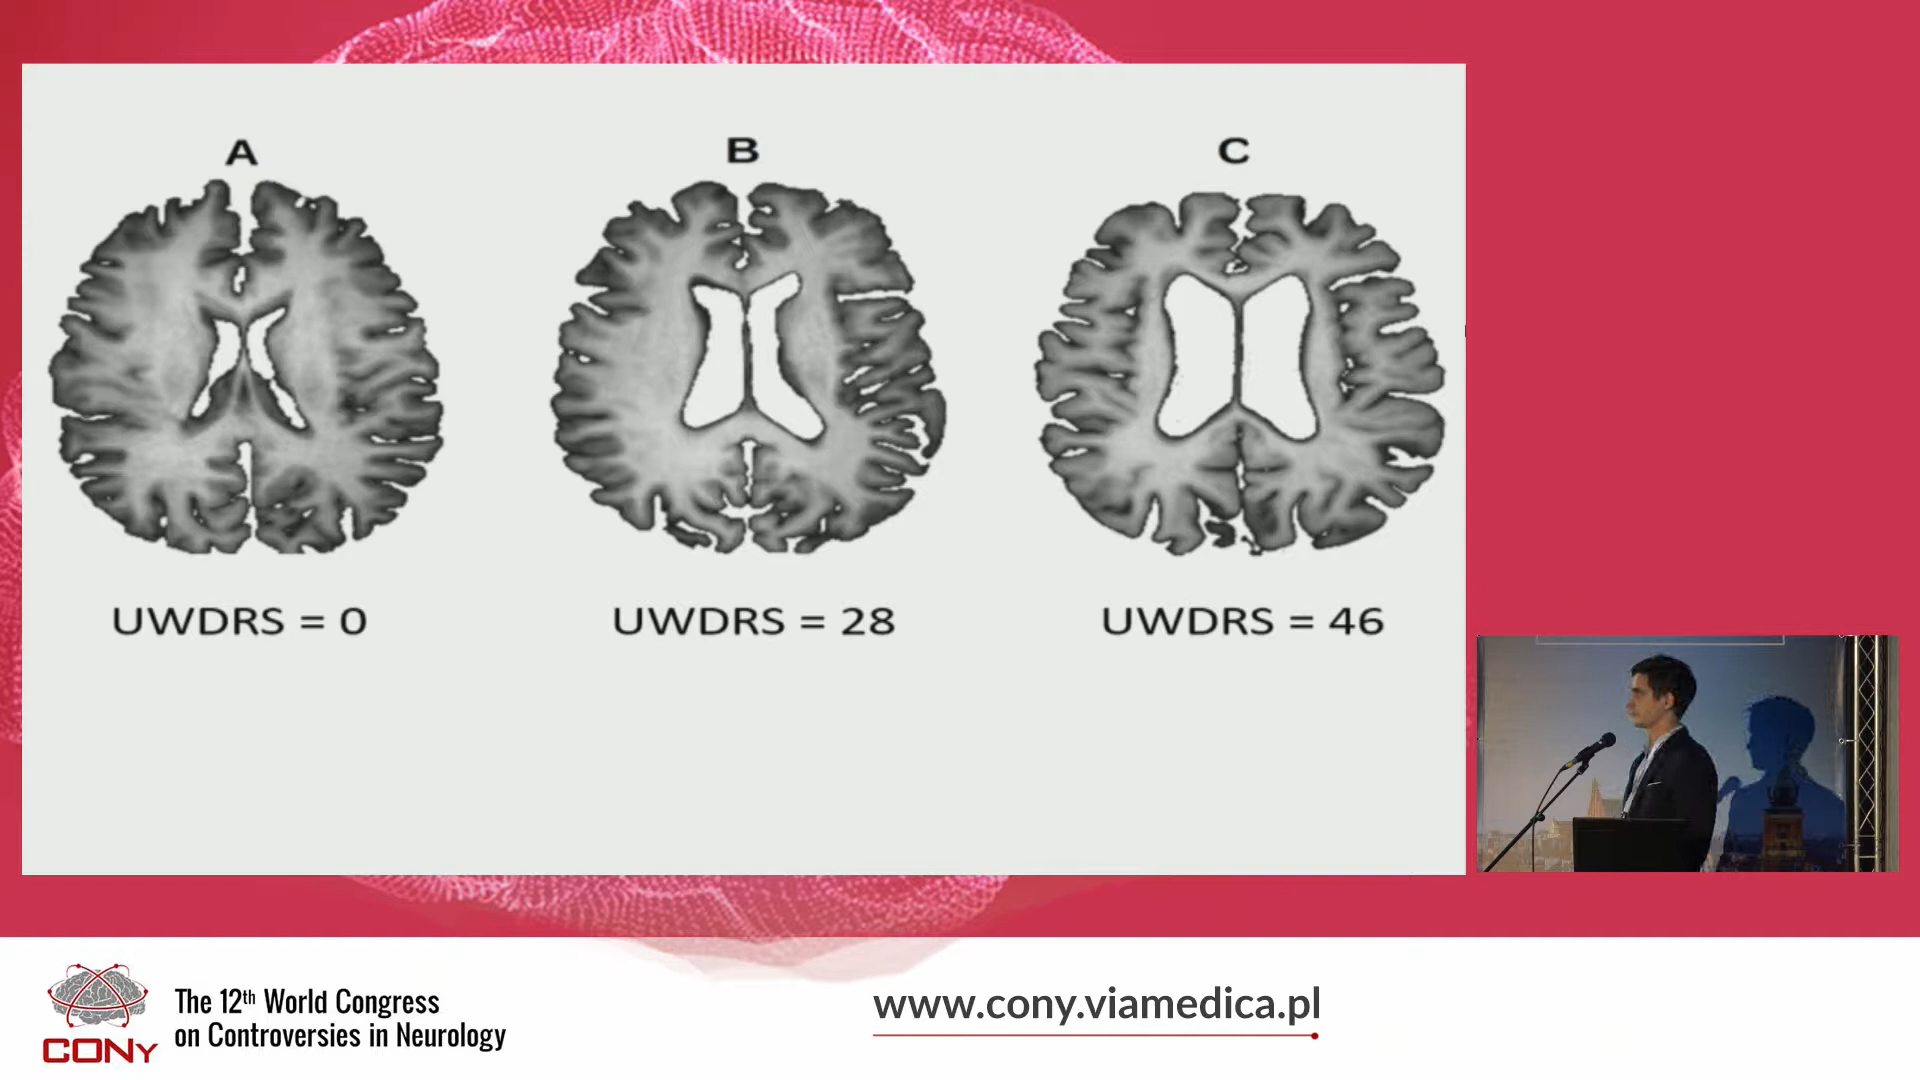 A
B
C
UWDRS = 0
UWDRS = 28
UWDRS = 46
CONy
The 12th World Congress
on Controversies in Neurology
www.cony.viamedica.pl